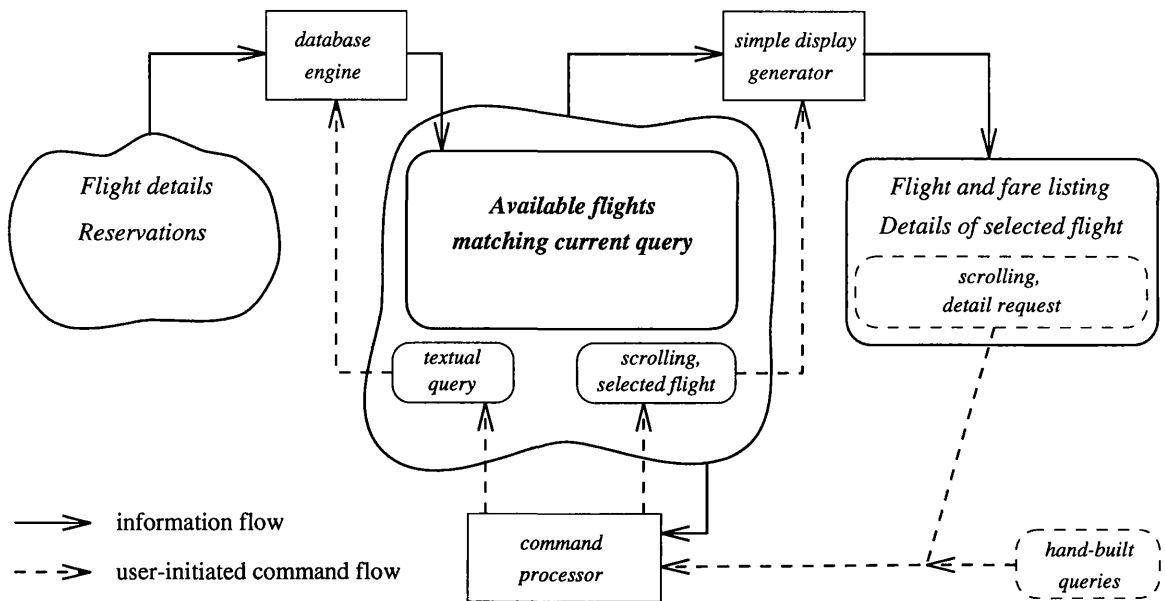 database
engine
simple display
generator
Flight details
Reservations
Available flights
matching current query
Flight and fare listing
Details of selected flight
scrolling,
detail request
textual
query
scrolling,
selected flight
information flow
user-initiated command flow
command
processor
hand-built
queries